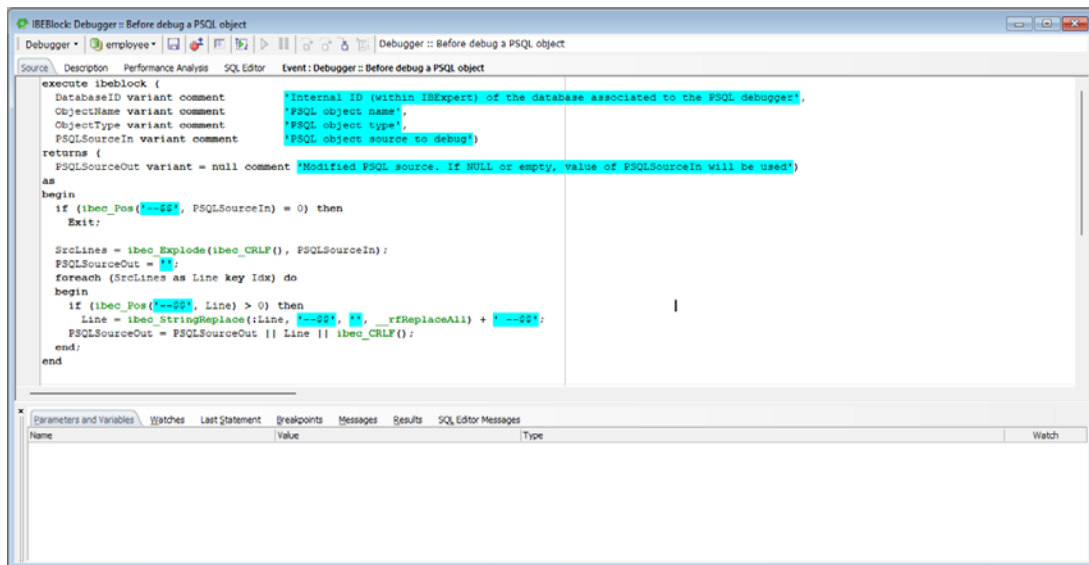 IBEBlock: Debugger :: Before debug a PSQL object
Debugger employee Debugger :: Before debug a PSQL object
Source Description Performance Analysis SQL Editor Event : Debugger :: Before debug a PSQL object
execute ibeblock (
DatabaseID variant comment 'Internal ID (within IBExpert) of the database associated to the PSQL debugger',
ObjectName variant comment 'PSQL object name',
ObjectType variant comment 'PSQL object type',
PSQLSourceIn variant comment 'PSQL object source to debug')
returns (
PSQLSourceOut variant = null comment 'Modified PSQL source. If NULL or empty, value of PSQLSourceIn will be used')
as
begin
if (ibec_Pos('--$$', PSQLSourceIn) = 0) then
Exit;
SrcLines = ibec_Explode(ibec_CRLF(), PSQLSourceIn);
PSQLSourceOut = '';
foreach (SrcLines as Line key Idx) do
begin
if (ibec_Pos('--$$', Line) > 0) then
Line = ibec_StringReplace(:Line, '--$$', '', __rfReplaceAll) + ' --$$';
PSQLSourceOut = PSQLSourceOut || Line || ibec_CRLF();
end;
end
Parameters and Variables Watches Last Statement Breakpoints Messages Results SQL Editor Messages
Name Value Type Watch